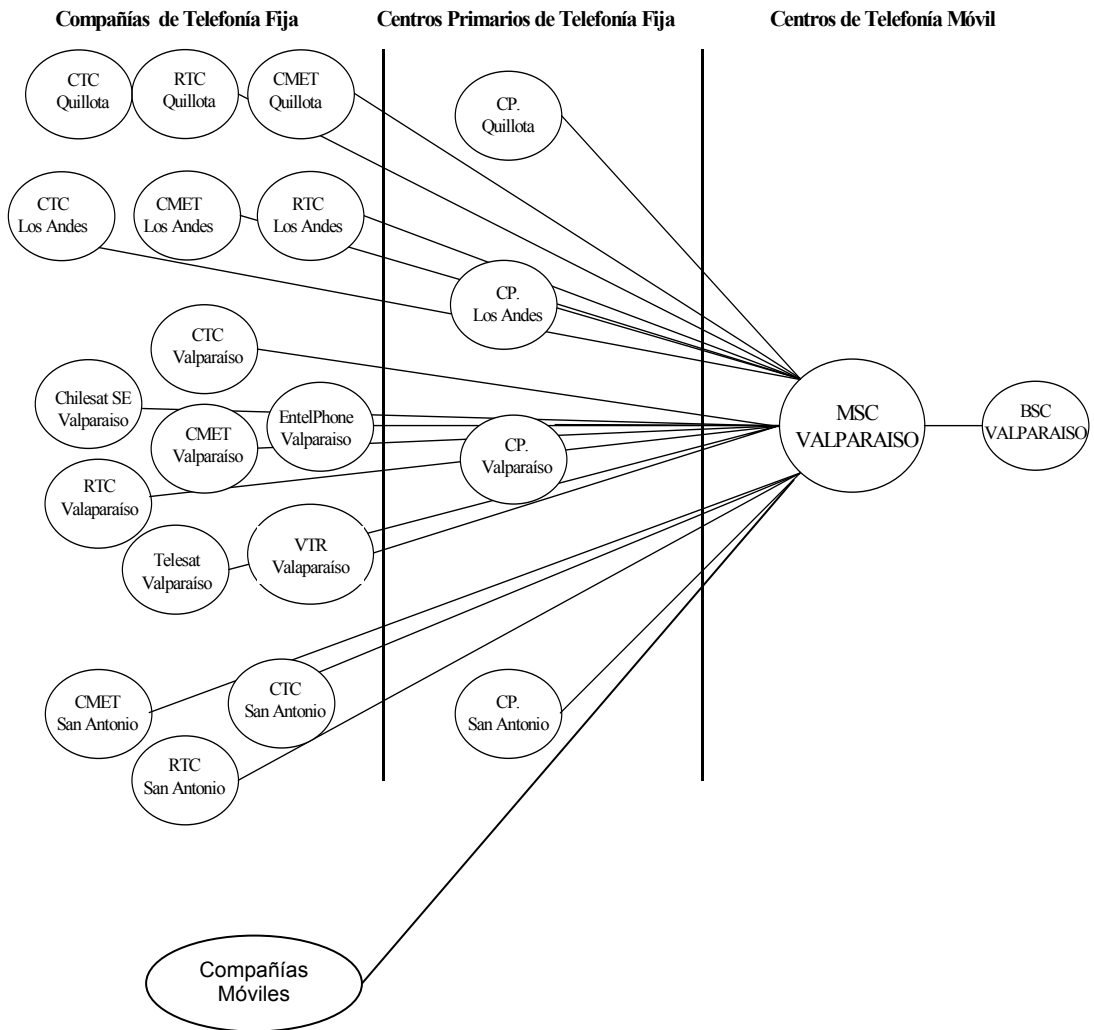 Compañías de Telefonía Fija
Centros Primarios de Telefonía Fija
Centros de Telefonía Móvil
CTC
Quillota
RTC
Quillota
CMET
Quillota
CP.
Quillota
CTC
Los Andes
CMET
Los Andes
RTC
Los Andes
CP.
Los Andes
CTC
Valparaíso
Chilesat SE
Valparaiso
CMET
Valparaíso
EntelPhone
Valparaiso
CP.
Valparaíso
MSC
VALPARAISO
BSC
VALPARAISO
RTC
Valaparaíso
Telesat
Valparaíso
VTR
Valaparaíso
CMET
San Antonio
CTC
San Antonio
RTC
San Antonio
CP.
San Antonio
Compañías
Móviles